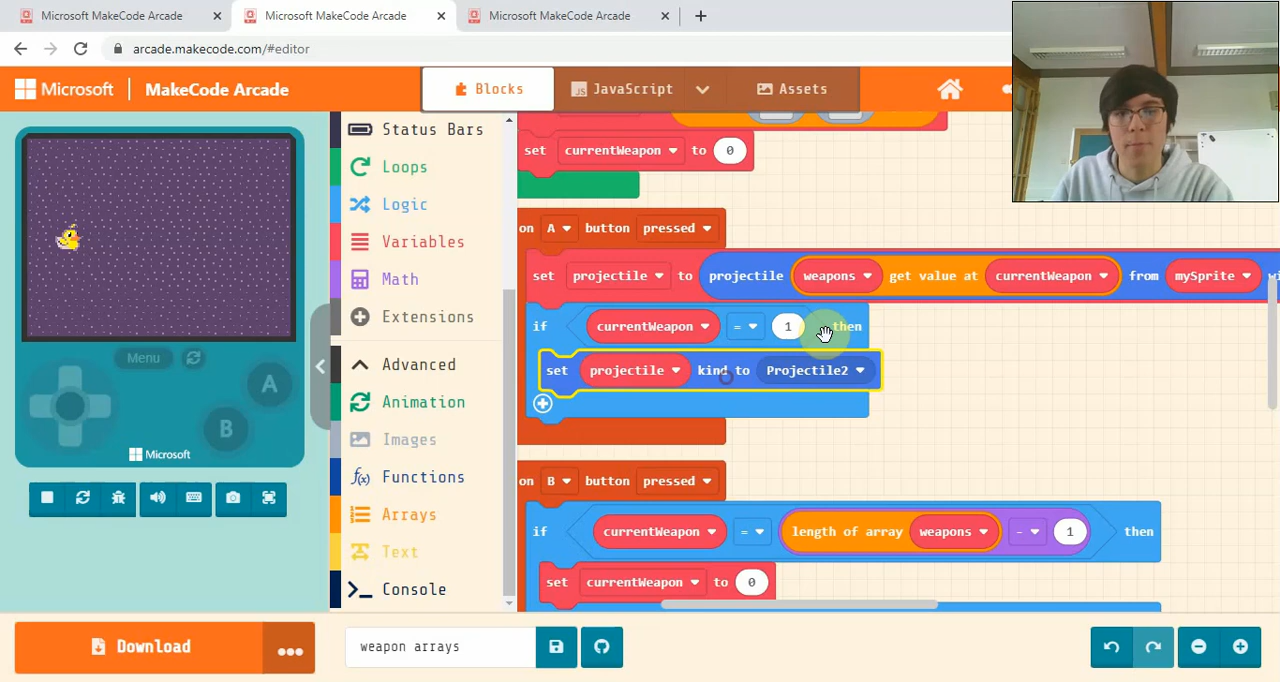 Microsoft MakeCode Arcade
Microsoft MakeCode Arcade
Microsoft MakeCode Arcade
arcade.makecode.com/#editor
Microsoft
MakeCode Arcade
Blocks
JS JavaScript
Assets
Menu
A
B
Microsoft
Status Bars
Loops
Logic
Variables
Math
Extensions
Advanced
Animation
Images
f(x) Functions
Arrays
Text
Console
set currentWeapon to 0
on A button pressed
set projectile to projectile weapons get value at currentWeapon from mySprite wi
if currentWeapon = 1 then
set projectile kind to Projectile2
on B button pressed
if currentWeapon = length of array weapons - 1 then
set currentWeapon to 0
Download
weapon arrays